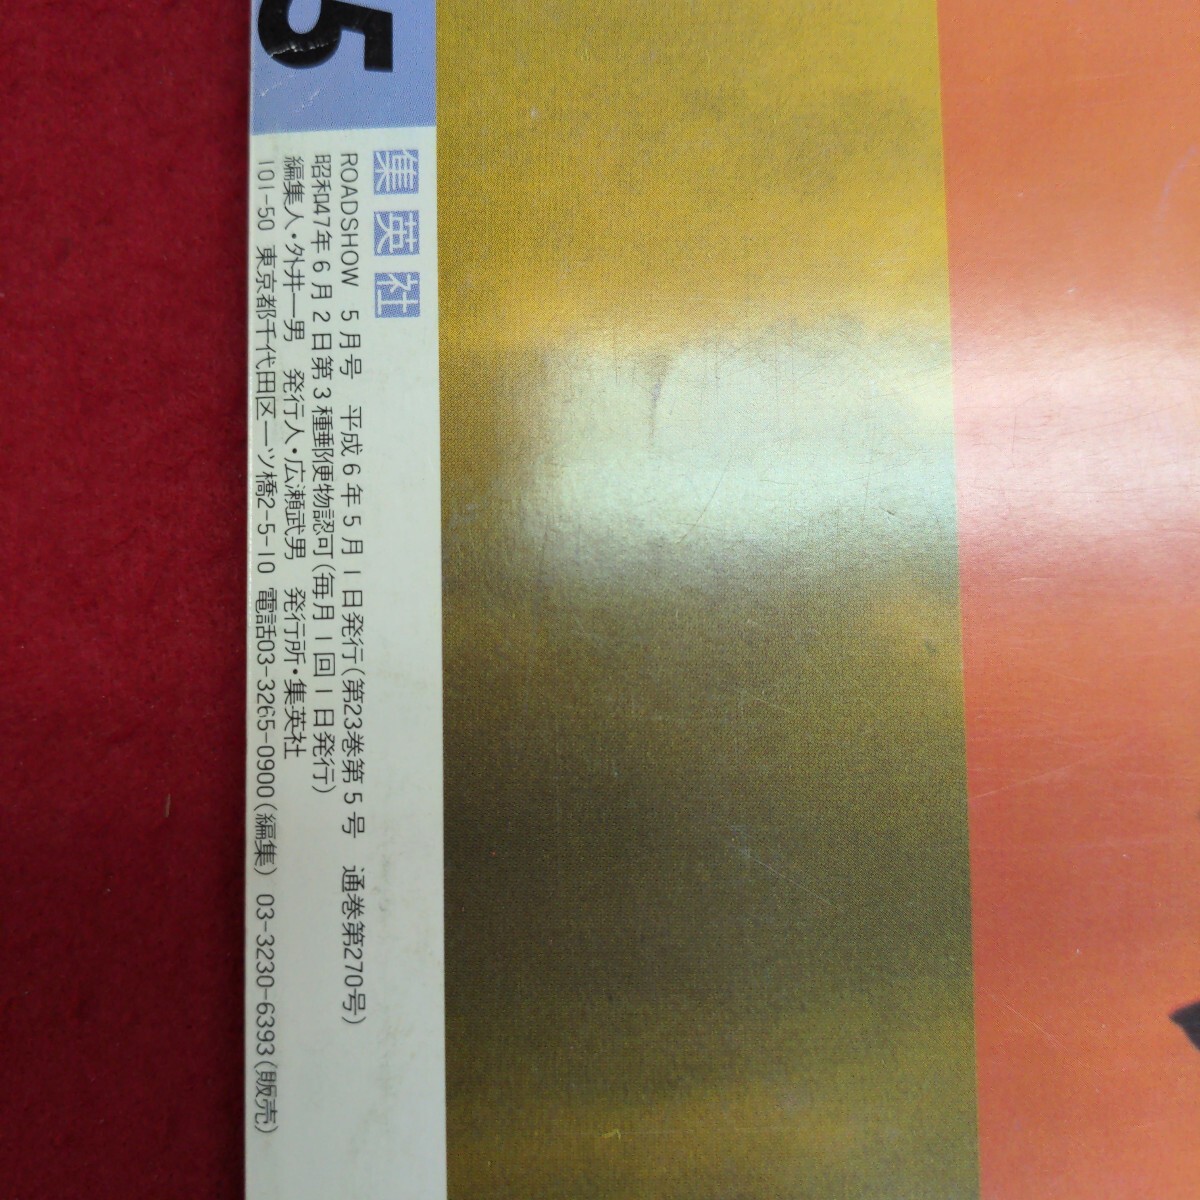 5
集英社
ROADSHOW 5月号 平成6年5月1日発行(第23巻第5号 通巻第270号)
昭和47年6月2日第3種郵便物認可(毎月1回1日発行)
編集人・外井一男 発行人・広瀬武男 発行所・集英社
101-50 東京都千代田区一ツ橋2-5-10 電話03-3265-0900(編集) 03-3230-6393(販売)